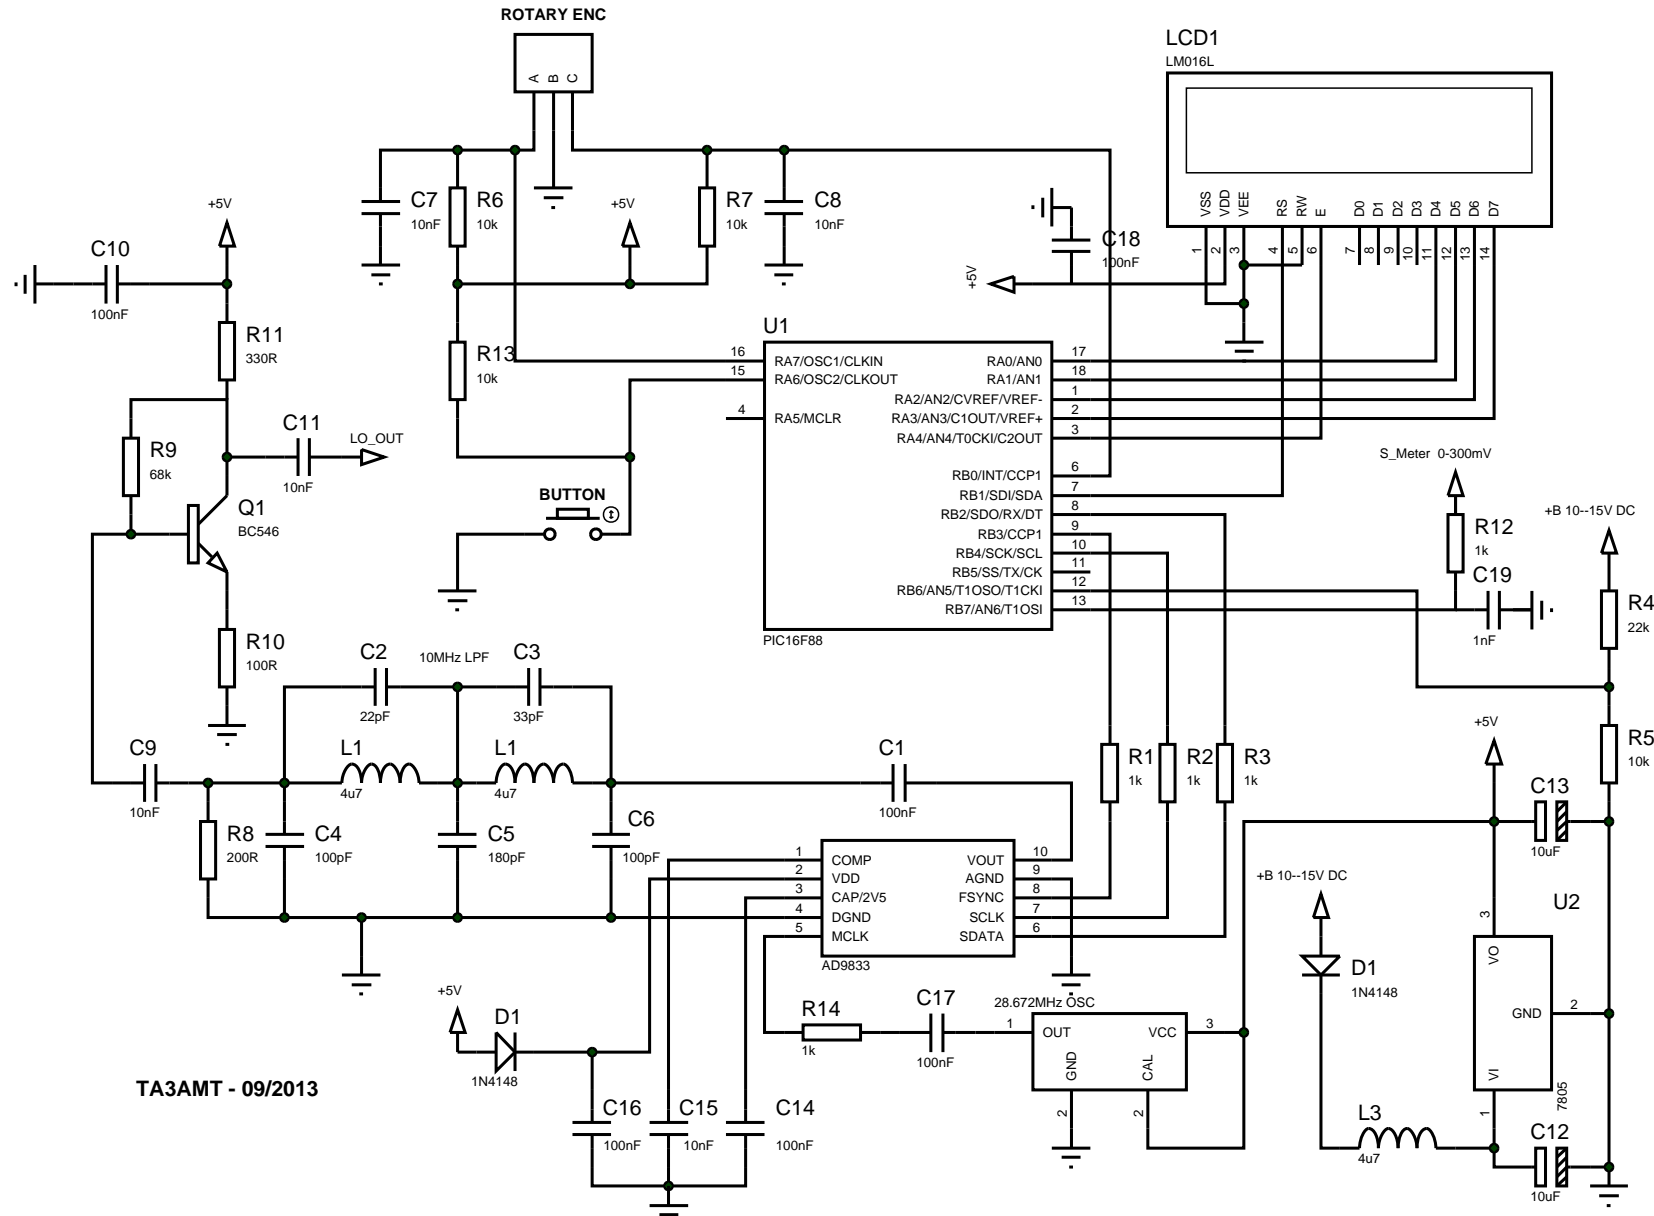 ROTARY ENC
A
B
C
LCD1
LM016L
VSS
VDD
VEE
RS
RW
E
D0
D1
D2
D3
D4
D5
D6
D7
1
2
3
4
5
6
7
8
9
10
11
12
13
14
C18
100nF
+5V
C7
10nF
R6
10k
+5V
R7
10k
C8
10nF
+5V
C10
100nF
R11
330R
R13
10k
C11
10nF
LO_OUT
R9
68k
Q1
BC546
R10
100R
BUTTON
U1
16
RA7/OSC1/CLKIN
15
RA6/OSC2/CLKOUT
4
RA5/MCLR
RA0/AN0
17
RA1/AN1
18
RA2/AN2/CVREF/VREF-
1
RA3/AN3/C1OUT/VREF+
2
RA4/AN4/T0CKI/C2OUT
3
RB0/INT/CCP1
6
RB1/SDI/SDA
7
RB2/SDO/RX/DT
8
RB3/CCP1
9
RB4/SCK/SCL
10
RB5/SS/TX/CK
11
RB6/AN5/T1OSO/T1CKI
12
RB7/AN6/T1OSI
13
PIC16F88
S_Meter 0-300mV
R12
1k
C19
1nF
+B 10--15V DC
R4
22k
R5
10k
C2
22pF
10MHz LPF
C3
33pF
C9
10nF
L1
4u7
L1
4u7
R8
200R
C4
100pF
C5
180pF
C6
100pF
C1
100nF
R1
1k
R2
1k
R3
1k
1
COMP
2
VDD
3
CAP/2V5
4
DGND
5
MCLK
VOUT
10
AGND
9
FSYNC
8
SCLK
7
SDATA
6
AD9833
+5V
C13
10uF
+B 10--15V DC
U2
3
VO
GND
2
VI
1
7805
D1
1N4148
L3
4u7
C12
10uF
+5V
D1
1N4148
R14
1k
C17
100nF
28.672MHz OSC
1
OUT
VCC
3
GND
CAL
2
2
C16
100nF
C15
10nF
C14
100nF
TA3AMT - 09/2013